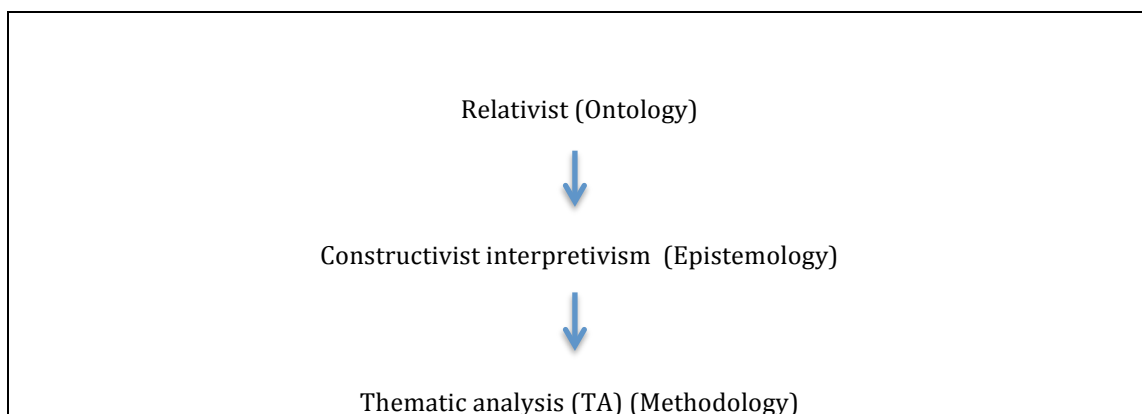 Relativist (Ontology)
Constructivist interpretivism  (Epistemology)
Thematic analysis (TA) (Methodology)